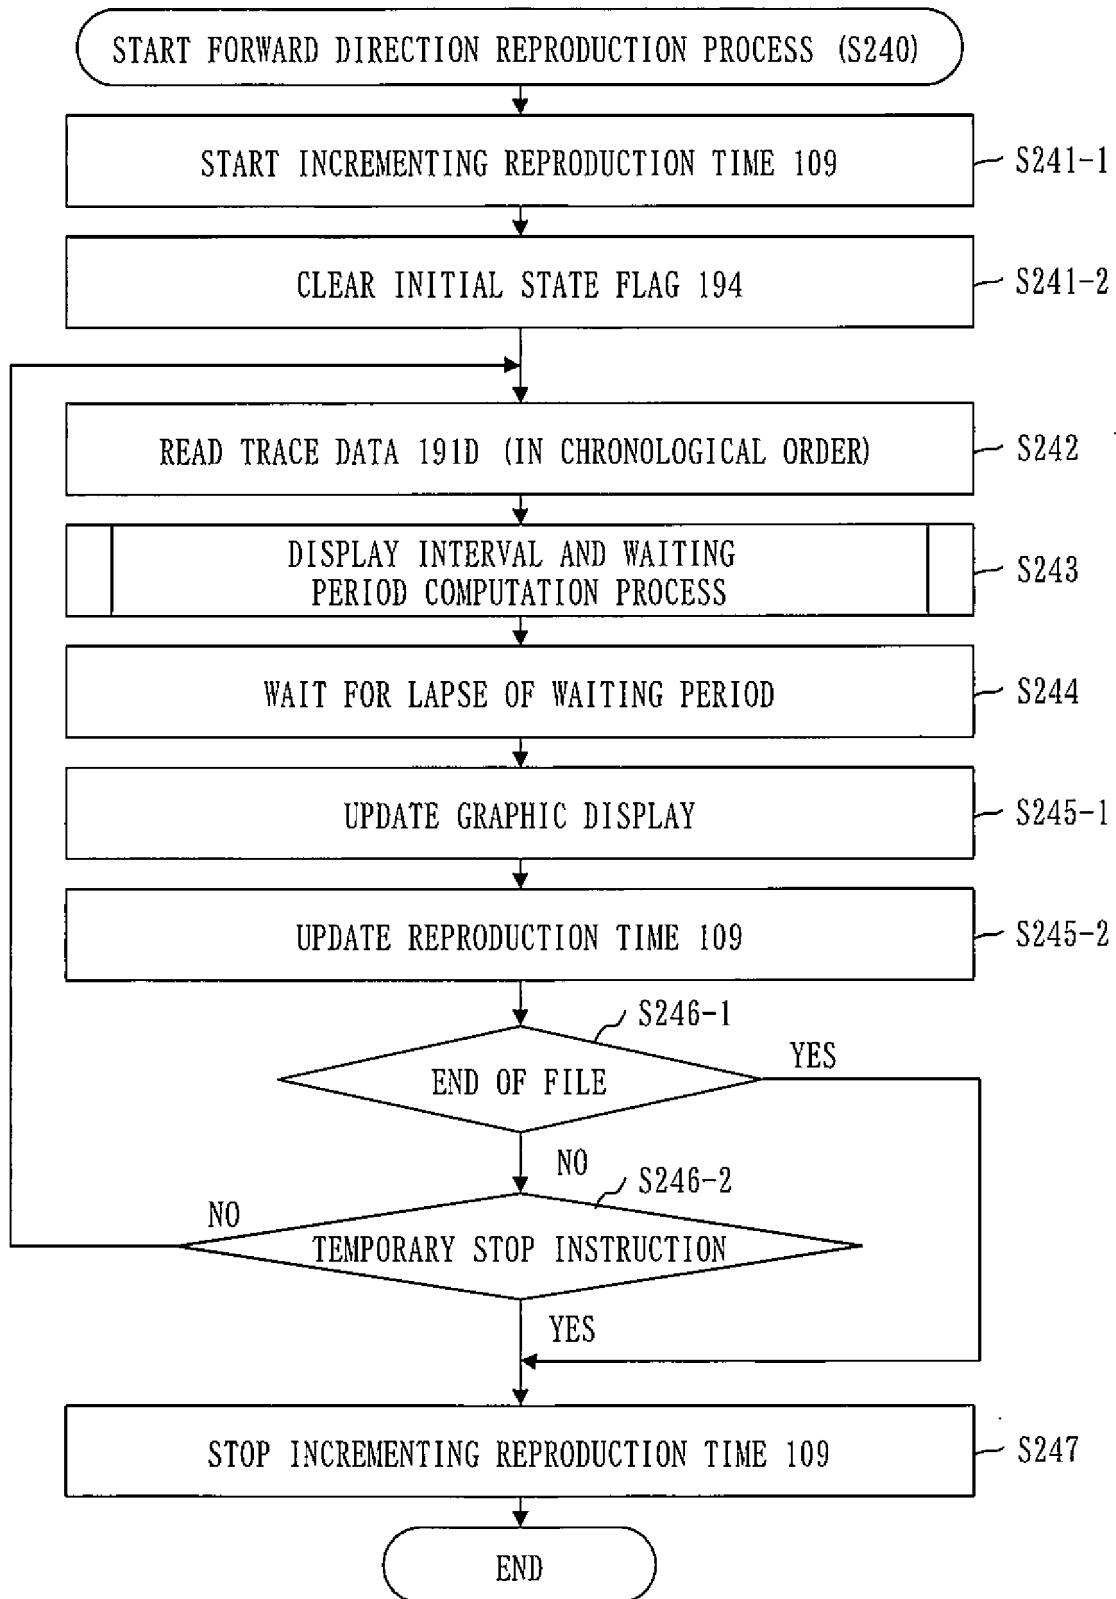 START FORWARD DIRECTION REPRODUCTION PROCESS (S240)
START INCREMENTING REPRODUCTION TIME 109
S241-1
CLEAR INITIAL STATE FLAG 194
S241-2
READ TRACE DATA 191D (IN CHRONOLOGICAL ORDER)
S242
DISPLAY INTERVAL AND WAITING
PERIOD COMPUTATION PROCESS
S243
WAIT FOR LAPSE OF WAITING PERIOD
S244
UPDATE GRAPHIC DISPLAY
S245-1
UPDATE REPRODUCTION TIME 109
S245-2
S246-1
END OF FILE
YES
NO
S246-2
NO
TEMPORARY STOP INSTRUCTION
YES
STOP INCREMENTING REPRODUCTION TIME 109
S247
END